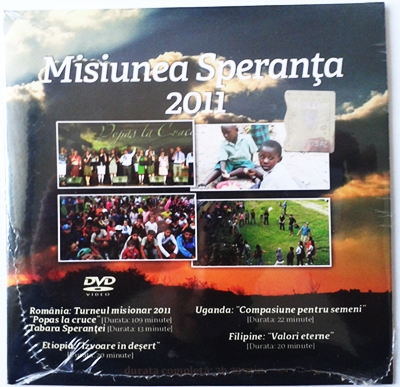 Misiunea Speranţa
2011
Popas la Cruce
DVD
VIDEO
România: Turneul misionar 2011
"Popas la cruce" [Durata: 109 minute]
Tabara Speranţei [Durata: 13 minute]
Etiopia: "Izvoare în deşert"
minute]
Uganda: "Compasiune pentru semeni"
[Durata: 22 minute]
Filipine: "Valori eterne"
[Durata: 20 minute]
durata completă